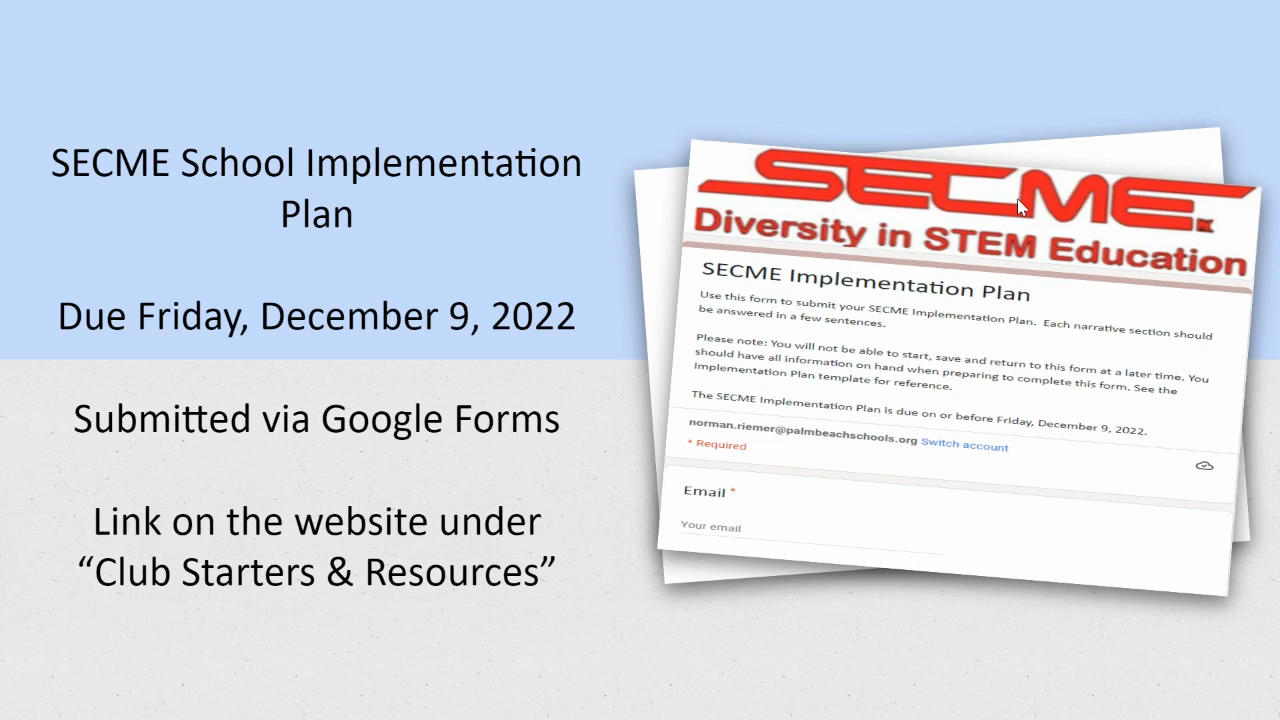 SECME School Implementation
Plan
Due Friday, December 9, 2022
Submitted via Google Forms
Link on the website under
“Club Starters & Resources”
SECME
Diversity in STEM Education
SECME Implementation Plan
Use this form to submit your SECME Implementation Plan. Each narrative section should
be answered in a few sentences.
Please note: You will not be able to start, save and return to this form at a later time. You
should have all information on hand when preparing to complete this form. See the
Implementation Plan template for reference.
The SECME Implementation Plan is due on or before Friday, December 9, 2022.
norman.riemer@palmbeachschools.org Switch account
* Required
Email *
Your email